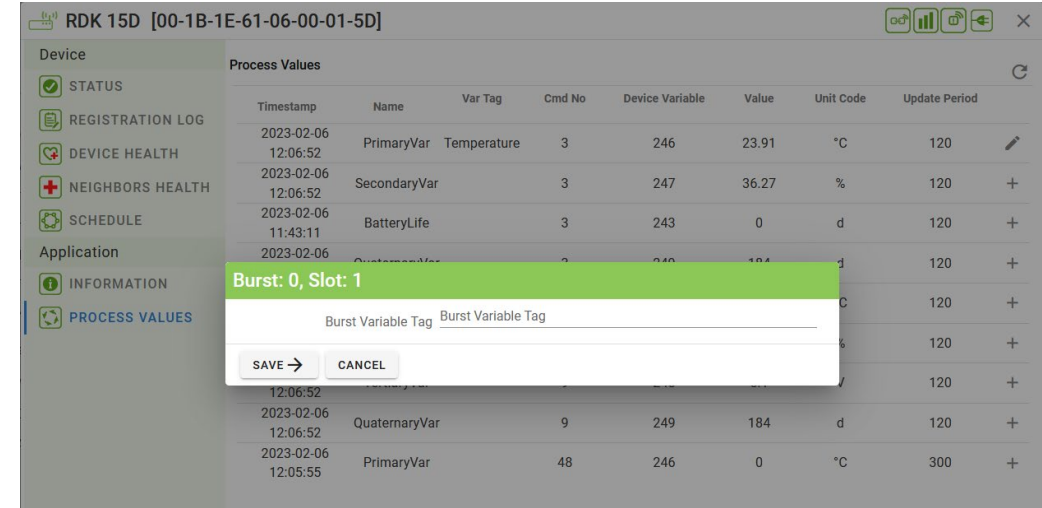 RDK 15D [00-1B-1E-61-06-00-01-5D]
Device
STATUS
REGISTRATION LOG
DEVICE HEALTH
NEIGHBORS HEALTH
SCHEDULE
Application
INFORMATION
PROCESS VALUES
Process Values
Timestamp Name Var Tag Cmd No Device Variable Value Unit Code Update Period
2023-02-06
12:06:52 PrimaryVar Temperature 3 246 23.91 °C 120
2023-02-06
12:06:52 SecondaryVar 3 247 36.27 % 120
2023-02-06
11:43:11 BatteryLife 3 243 0 d 120
2023-02-06
d 120
Burst: 0, Slot: 1
Burst Variable Tag Burst Variable Tag
SAVE CANCEL
120
% 120
V 120
12:06:52
2023-02-06
12:06:52 QuaternaryVar 9 249 184 d 120
2023-02-06
12:05:55 PrimaryVar 48 246 0 °C 300